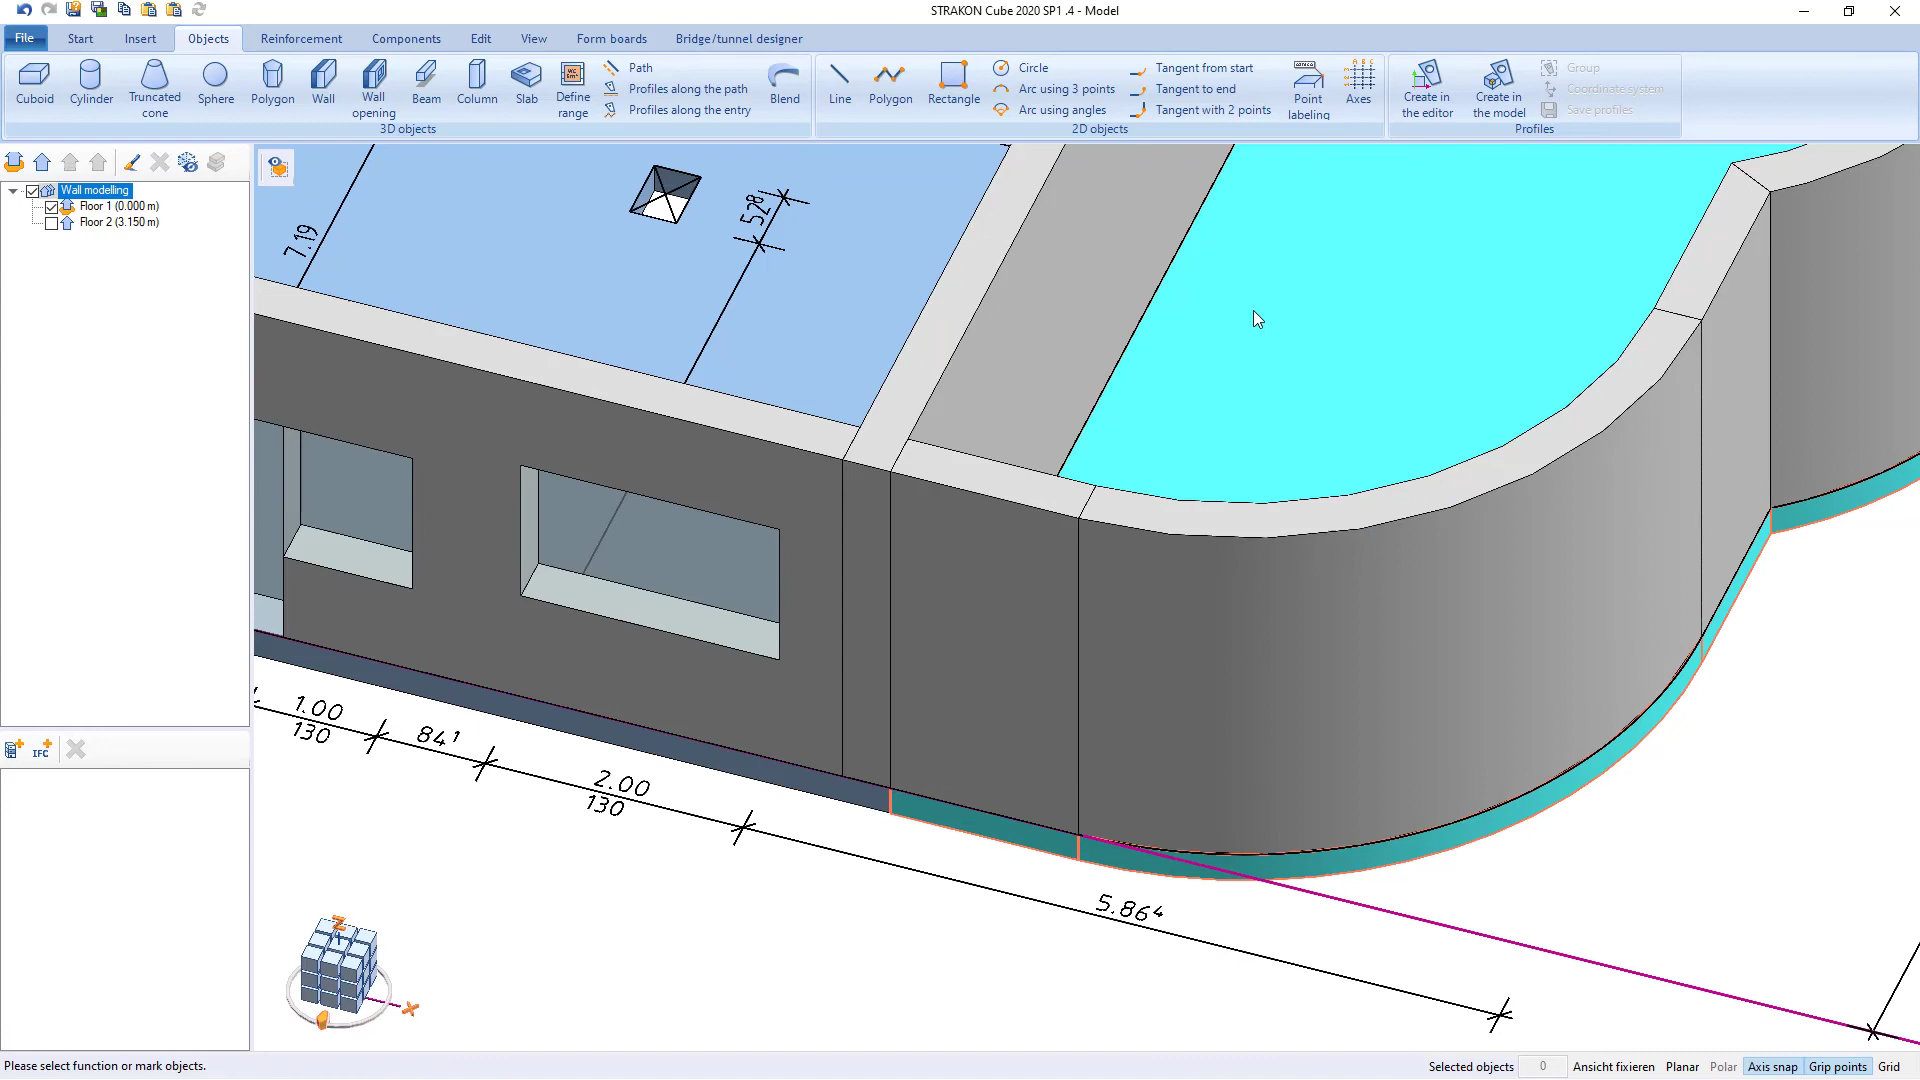 STRAKON Cube 2020 SP1 .4 - Model
File
Start
Insert
Objects
Reinforcement
Components
Edit
View
Form boards
Bridge/tunnel designer
Cuboid
Cylinder
Truncated
cone
Sphere
Polygon
Wall
Wall
opening
Beam
Column
Slab
Define
range
Path
Profiles along the path
Profiles along the entry
Blend
3D objects
Line
Polygon
Rectangle
Circle
Arc using 3 points
Arc using angles
Tangent from start
Tangent to end
Tangent with 2 points
Point
labeling
A B C
Axes
2D objects
Create in
the editor
Create in
the model
Group
Coordinate system
Save profiles
Profiles
Wall modelling
Floor 1 (0.000 m)
Floor 2 (3.150 m)
IFC
7.19
5.28
1.00
130
84¹
2.00
130
5.86⁴
Z
X
Please select function or mark objects.
Selected objects
0
Ansicht fixieren
Planar
Polar
Axis snap
Grip points
Grid